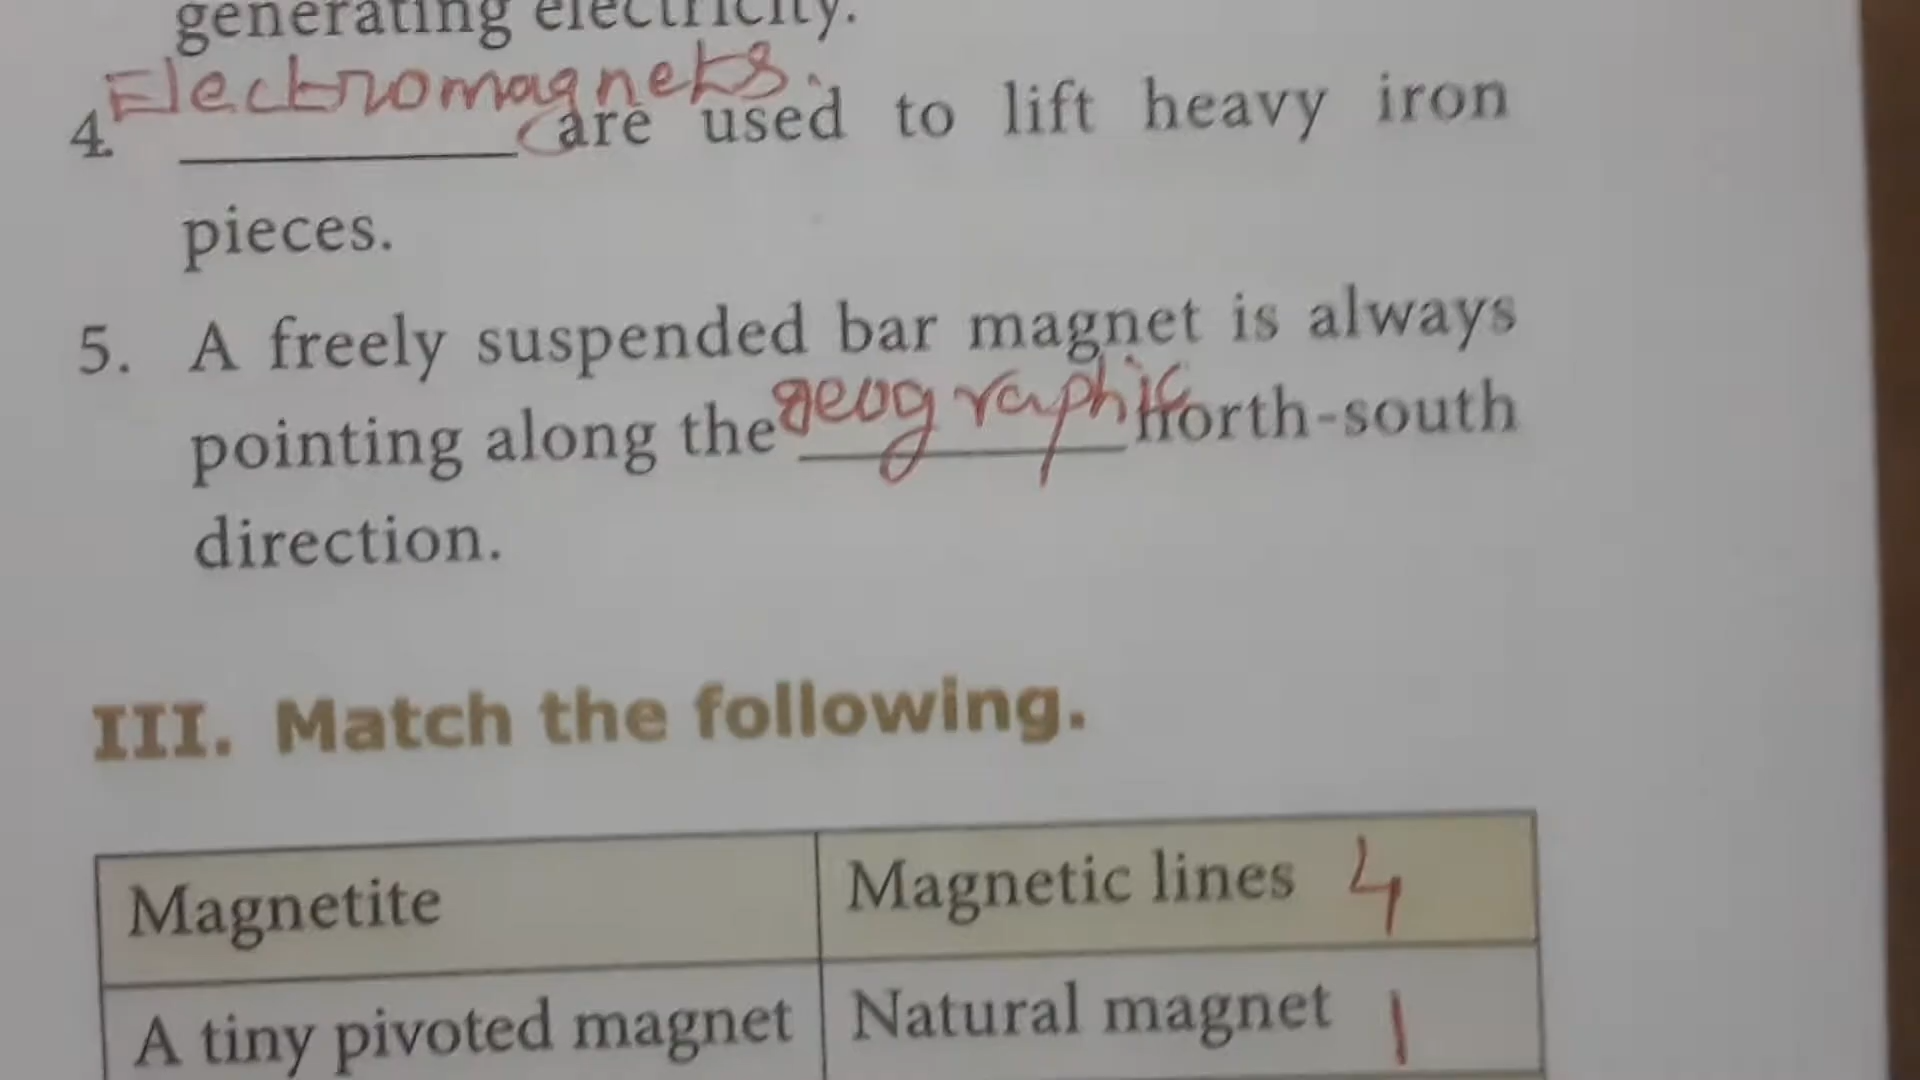 generating electricity.
Electromagnets
4. ________ are used to lift heavy iron
pieces.
5. A freely suspended bar magnet is always
pointing along the geographic north-south
direction.
III. Match the following.
Magnetite Magnetic lines 4
A tiny pivoted magnet Natural magnet 1